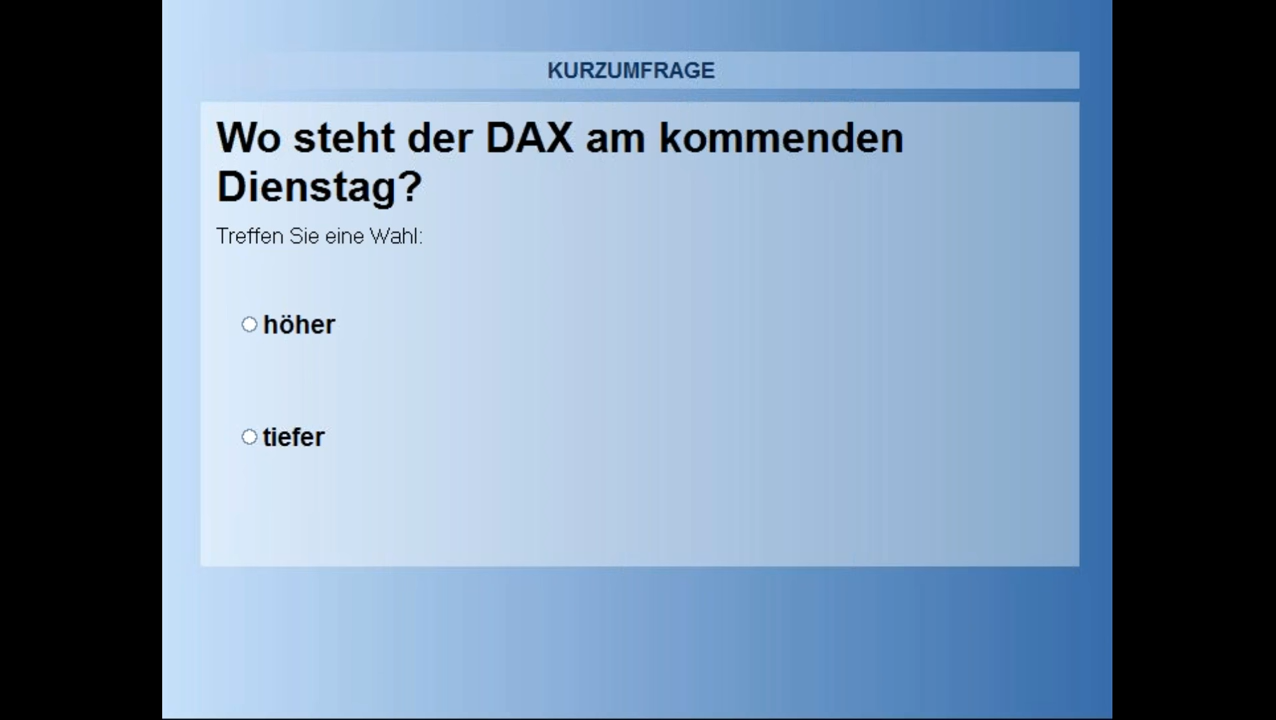 KURZUMFRAGE
Wo steht der DAX am kommenden
Dienstag?
Treffen Sie eine Wahl:
höher
tiefer